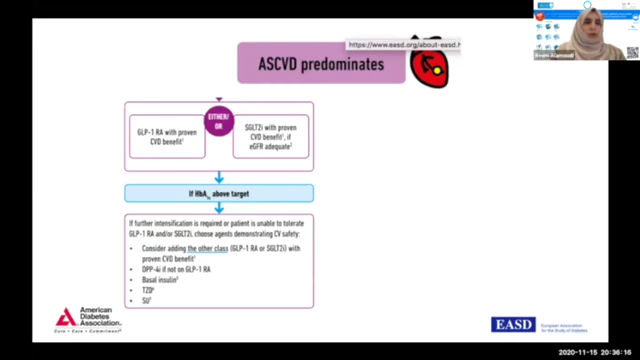 https://www.easd.org/about-easd.h
ASCVD predominates
EITHER/
OR
GLP-1 RA with proven
CVD benefit¹
SGLT2i with proven
CVD benefit¹, if
eGFR adequate²
If HbA1c above target
If further intensification is required or patient is unable to tolerate
GLP-1 RA and/or SGLT2i, choose agents demonstrating CV safety:
• Consider adding the other class (GLP-1 RA or SGLT2i) with
proven CVD benefit¹
• DPP-4i if not on GLP-1 RA
• Basal insulin³
• TZD⁴
• SU⁵
American
Diabetes
Association.
EASD
European Association
for the Study of Diabetes
2020-11-15 20:36:16